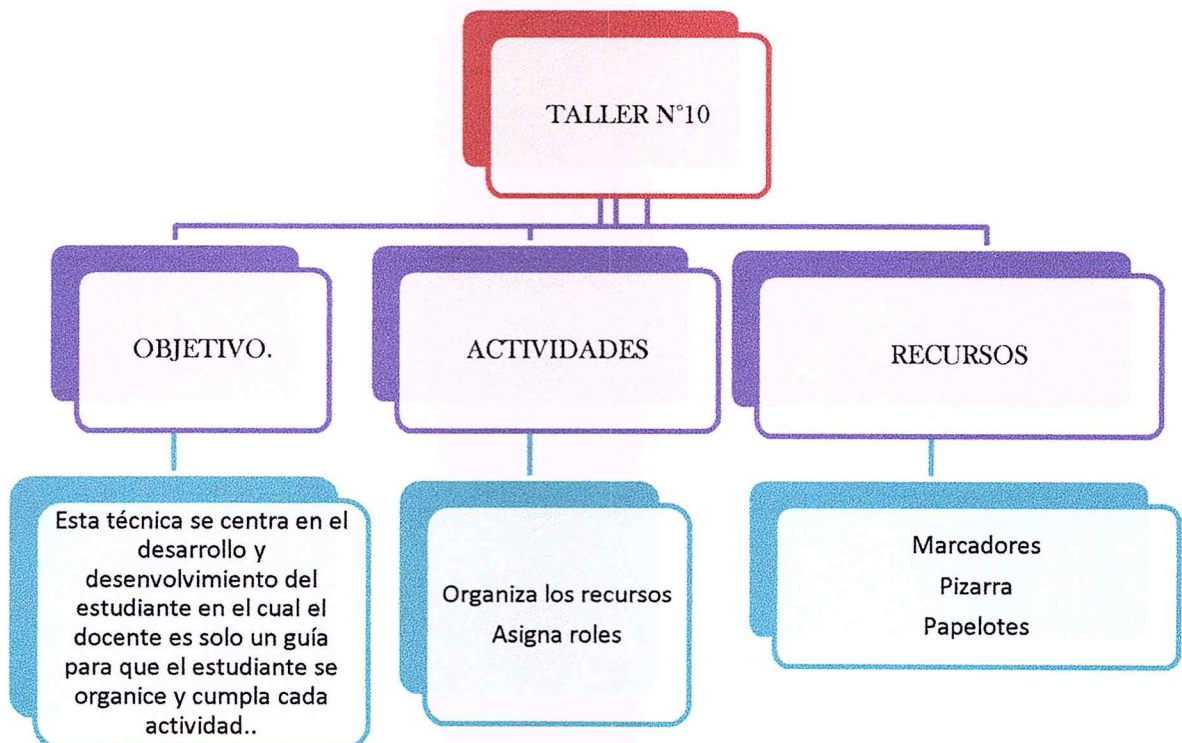 TALLER N°10
OBJETIVO.
ACTIVIDADES
RECURSOS
Esta técnica se centra en el
desarrollo y
desenvolvimiento del
estudiante en el cual el
docente es solo un guía
para que el estudiante se
organice y cumpla cada
actividad..
Organiza los recursos
Asigna roles
Marcadores
Pizarra
Papelotes